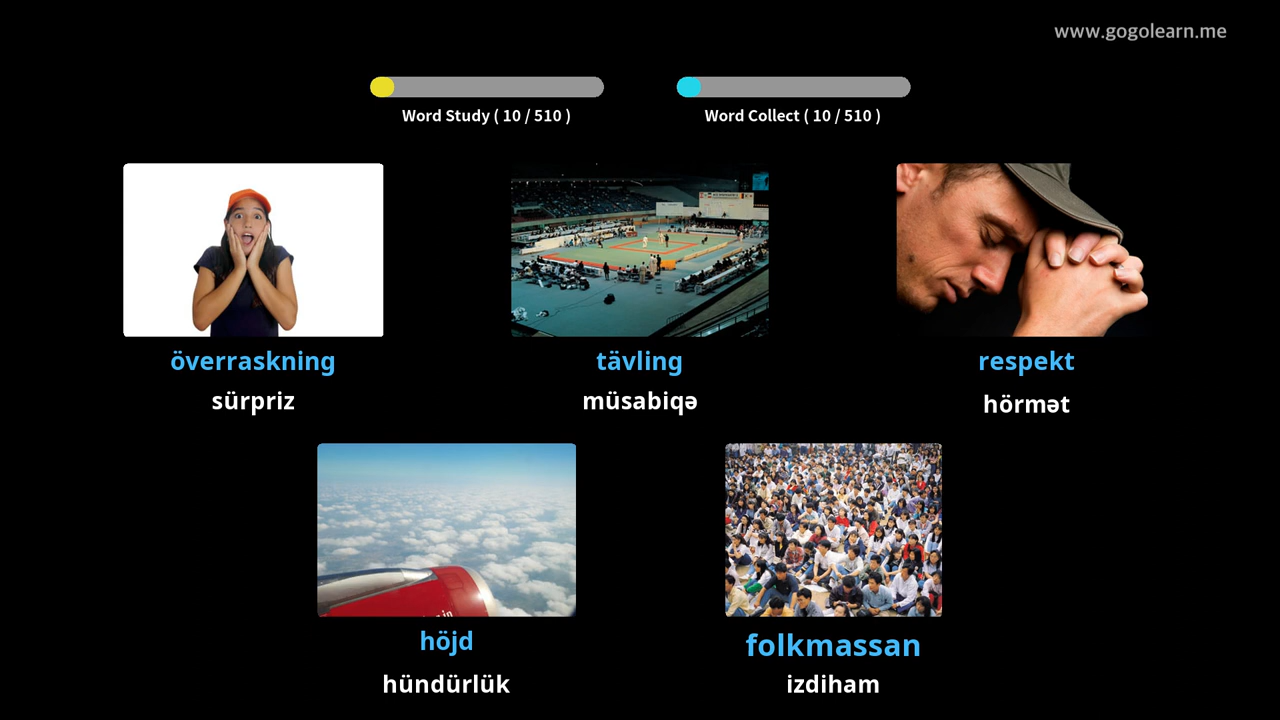 www.gogolearn.me
Word Study ( 10 / 510 )
Word Collect ( 10 / 510 )
överraskning
tävling
respekt
sürpriz
müsabiqə
hörmət
höjd
folkmassan
hündürlük
izdiham